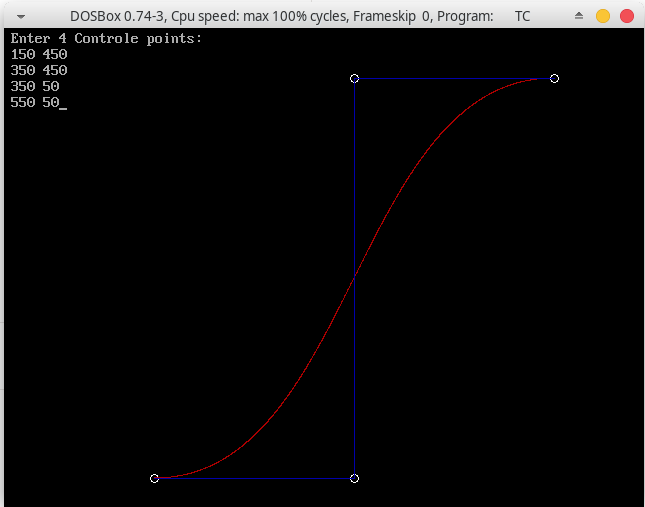 DOSBox 0.74-3, Cpu speed: max 100% cycles, Frameskip 0, Program: TC
Enter 4 Controle points:
150 450
350 450
350 50
550 50_